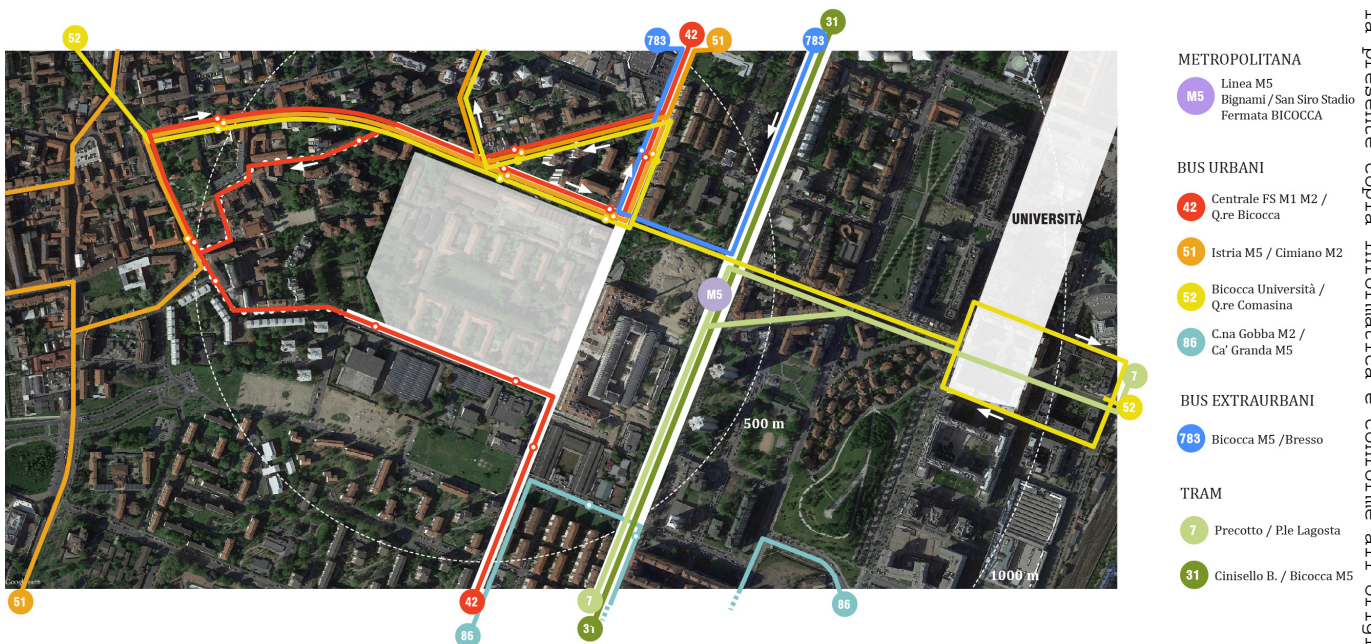 52
783
42
51
783
31
UNIVERSITÀ
M5
7
52
500 m
1000 m
Google earth
51
42
86
7
31
86
METROPOLITANA
M5
Linea M5
Bignami / San Siro Stadio
Fermata BICOCCA
BUS URBANI
42
Centrale FS M1 M2 /
Q.re Bicocca
51
Istria M5 / Cimiano M2
52
Bicocca Università /
Q.re Comasina
86
C.na Gobba M2 /
Ca' Granda M5
BUS EXTRAURBANI
783
Bicocca M5 /Bresso
TRAM
7
Precotto / P.le Lagosta
31
Cinisello B. / Bicocca M5